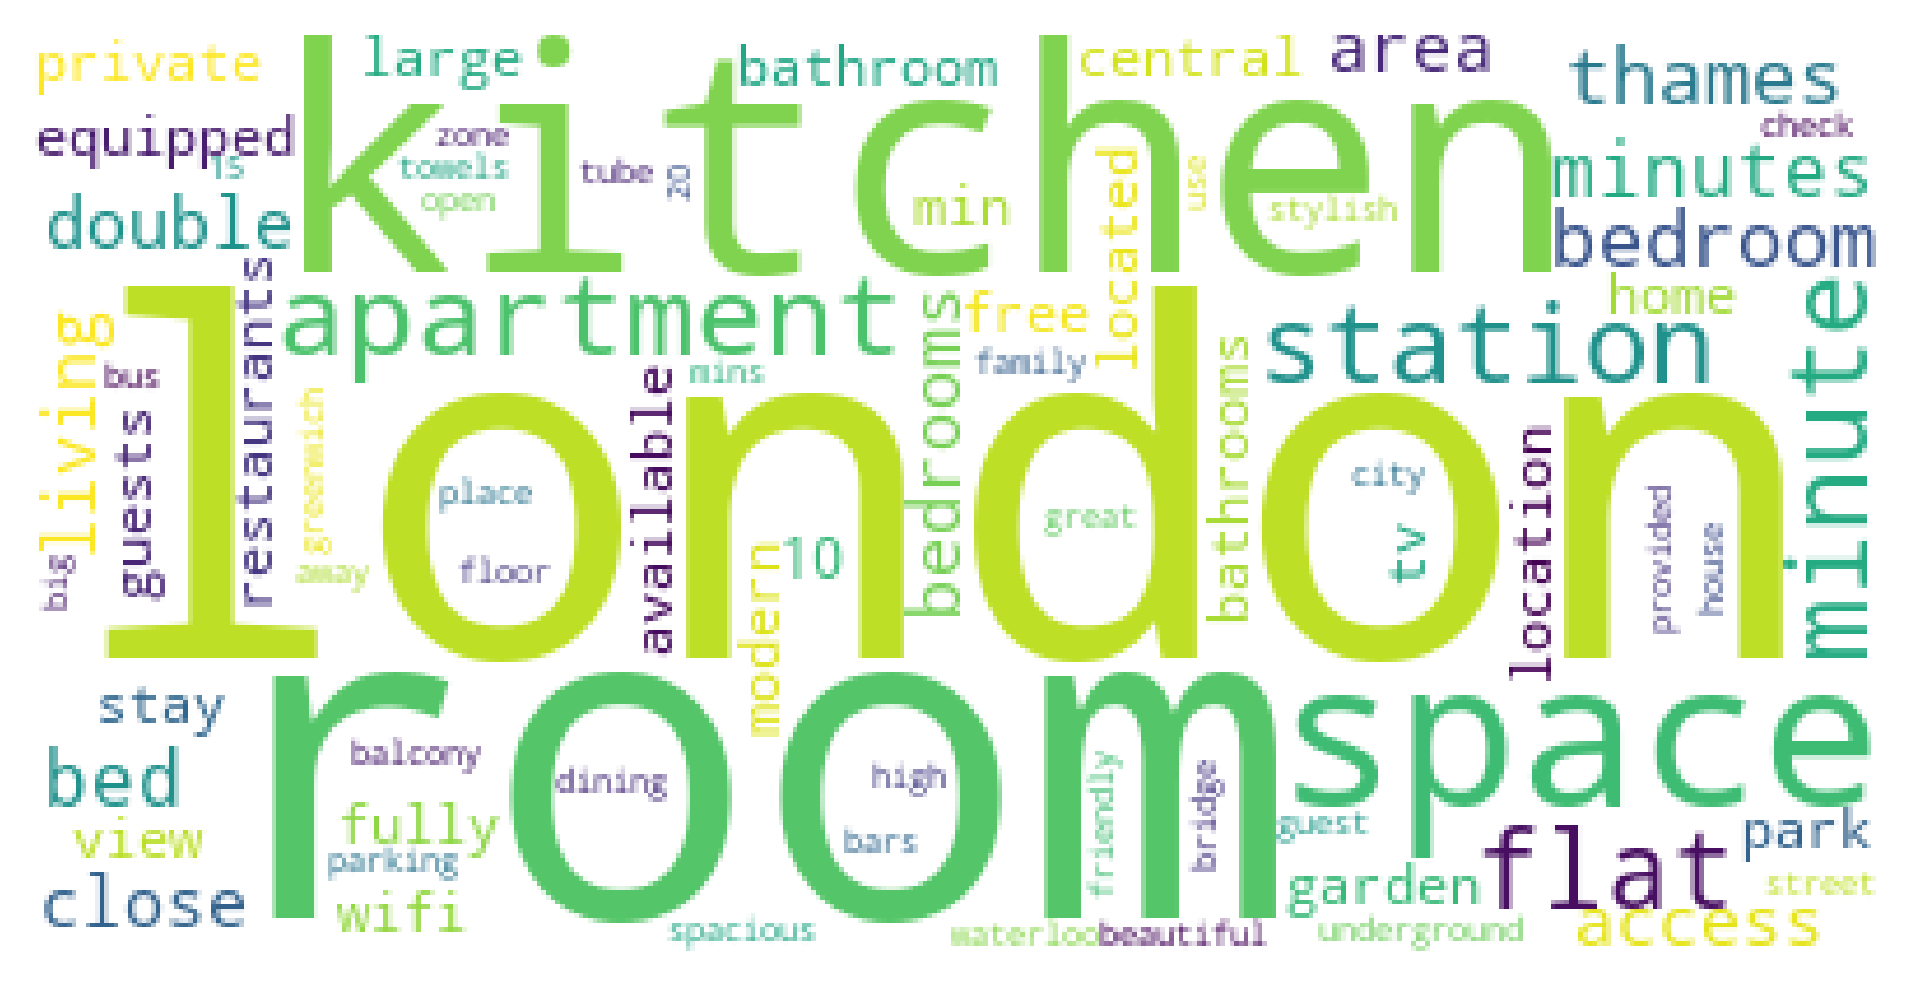 private
large
bathroom
central
area
thames
kitchen
check
equipped
zone
15
towels
tube
20
use
minutes
open
min
located
stylish
double
bedroom
restaurants
apartment
bedrooms
free
home
station
minute
living
bus
mins
family
available
bathrooms
guests
greenwich
london
place
great
city
tv
location
provided
house
big
away
floor
10
modern
stay
room
space
bed
balcony
dining
high
friendly
bridge
view
fully
parking
bars
guest
park
flat
close
wifi
garden
street
access
spacious
waterloo
beautiful
underground